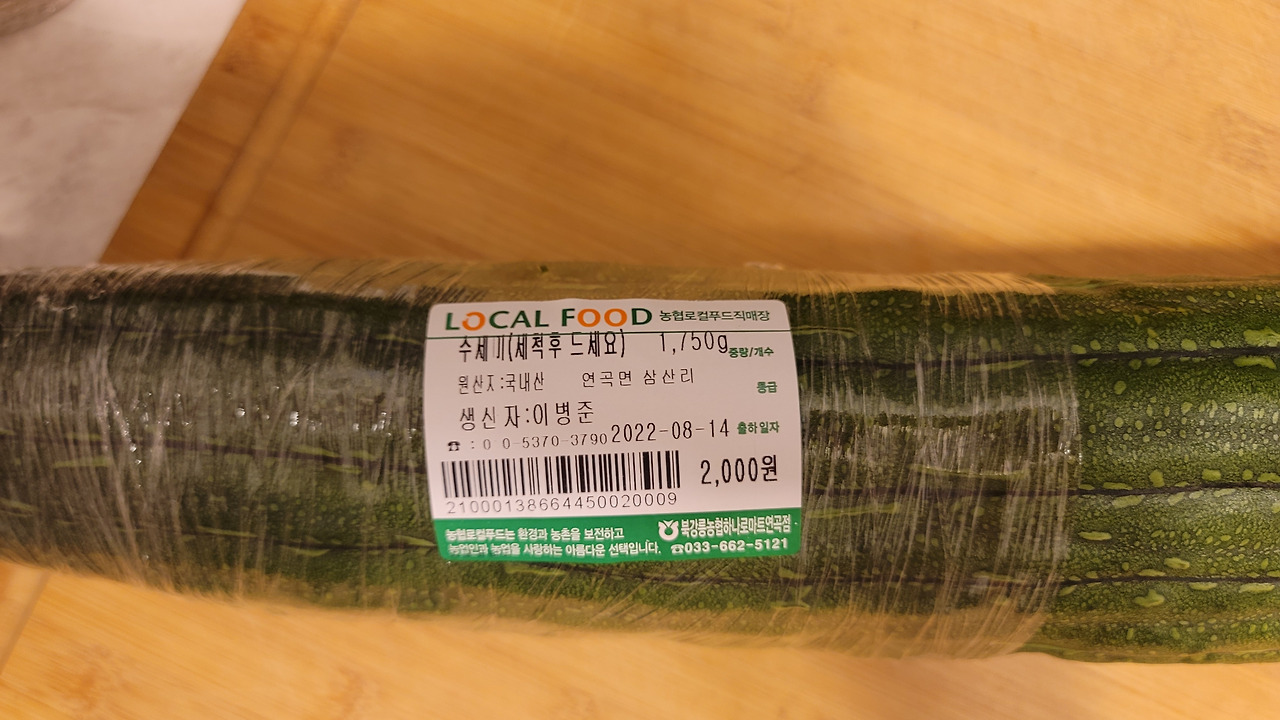 LOCAL FOOD 농협로컬푸드직매장
수세미(세척후 드세요) 1,750g 중량/개수
원산지:국내산 연곡면 삼산리 등급
생산자:이병준
☎ : 0 0-5370-3790 2022-08-14 출하일자
2,000원
21000138664450020009
농협로컬푸드는 환경과 농촌을 보전하고
농업인과 농업을 사랑하는 아름다운 선택입니다.
북강릉농협하나로마트연곡점
☎033-662-5121